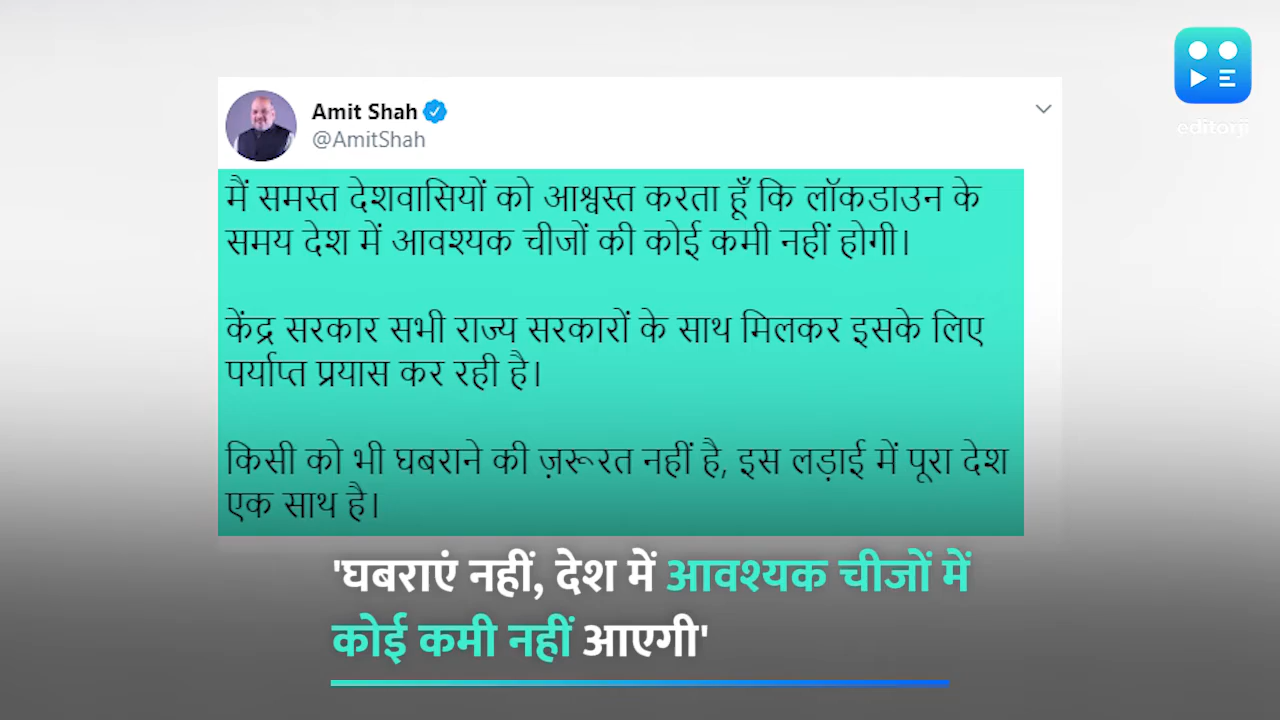 editorji
Amit Shah
@AmitShah
मैं समस्त देशवासियों को आश्वस्त करता हूँ कि लॉकडाउन के
समय देश में आवश्यक चीजों की कोई कमी नहीं होगी।
केंद्र सरकार सभी राज्य सरकारों के साथ मिलकर इसके लिए
पर्याप्त प्रयास कर रही है।
किसी को भी घबराने की ज़रूरत नहीं है, इस लड़ाई में पूरा देश
एक साथ है।
'घबराएं नहीं, देश में आवश्यक चीजों में
कोई कमी नहीं आएगी'